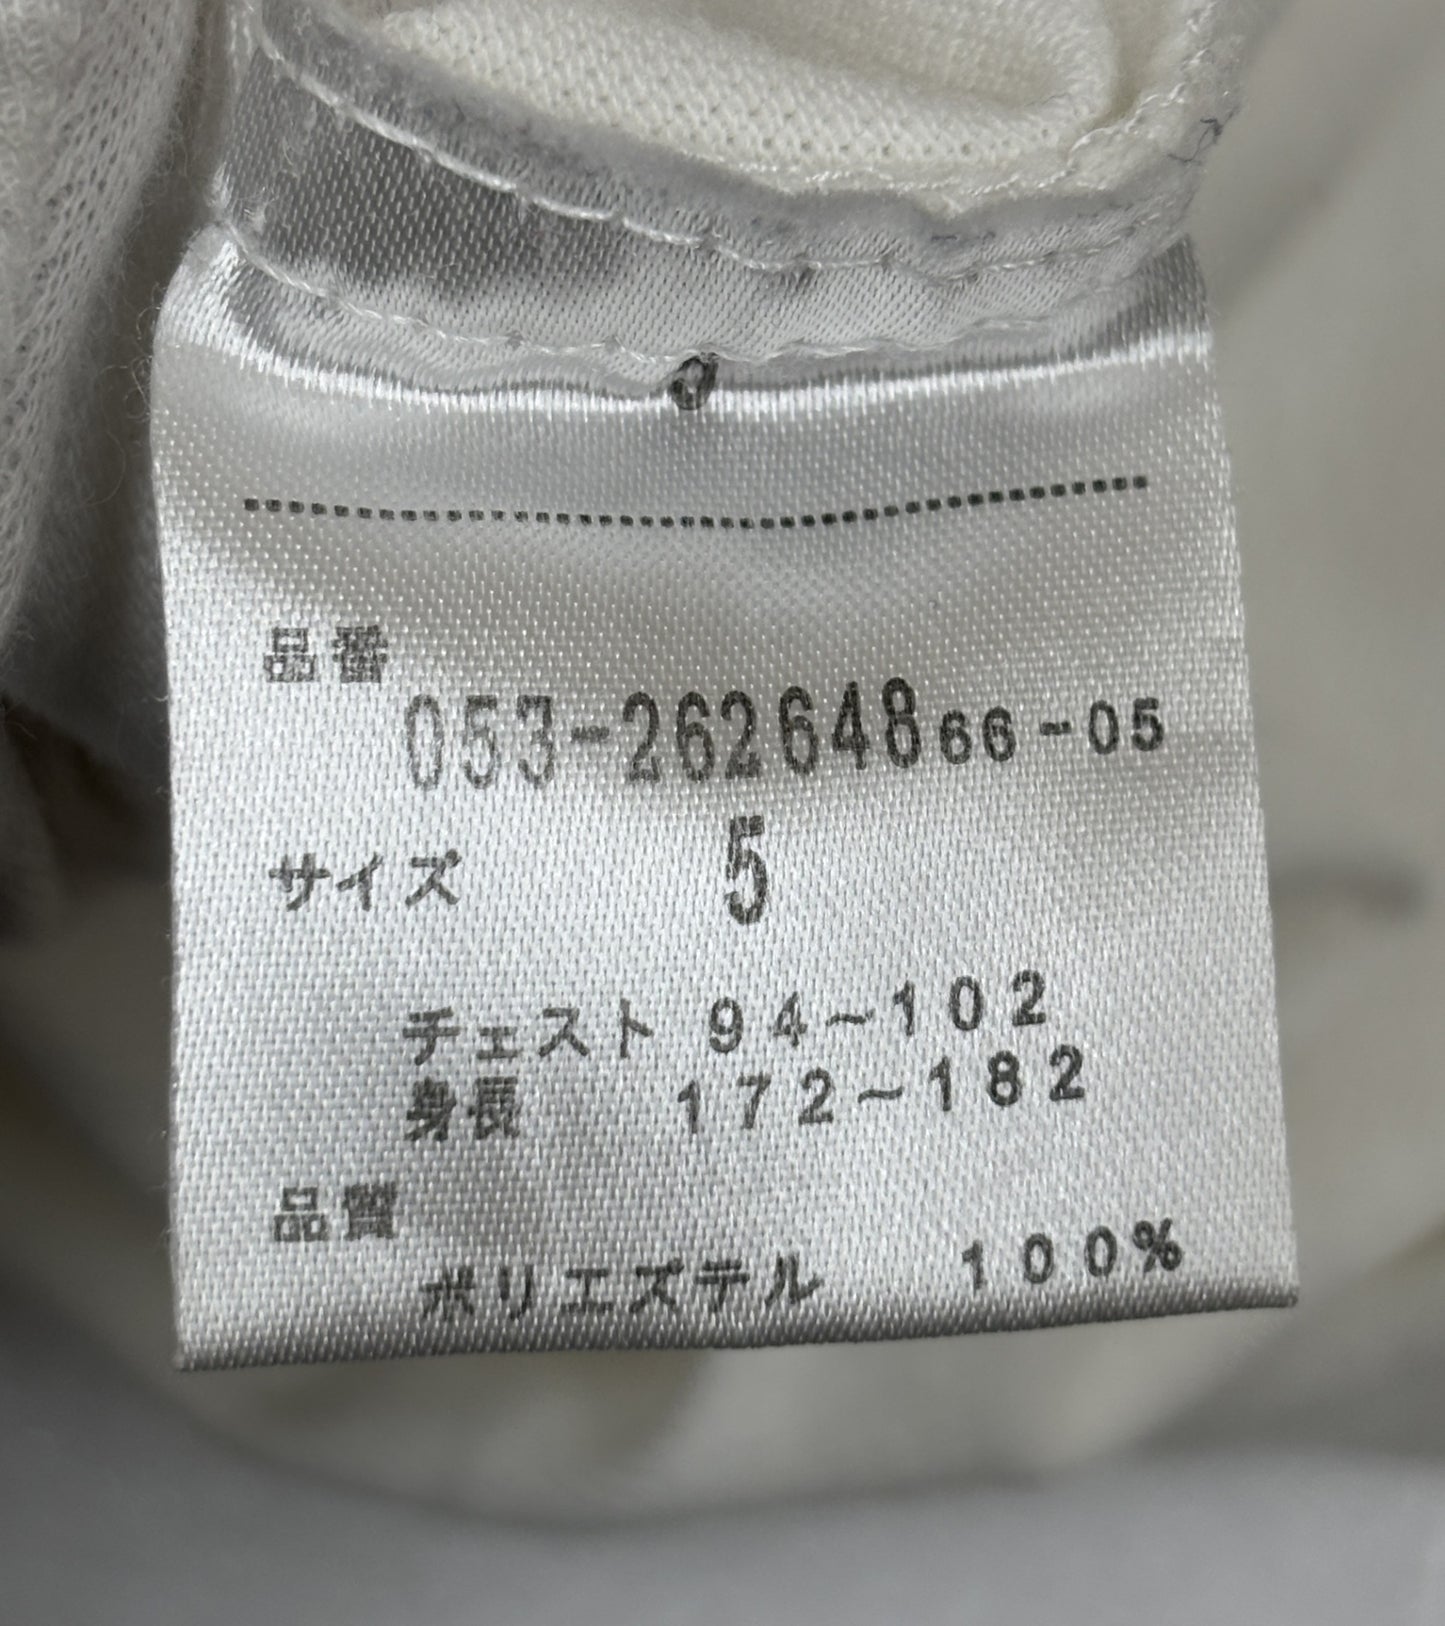 品番
053-26264866-05
サイズ 5
チェスト 94~102
身長 172~182
品質
ポリエステル 100%